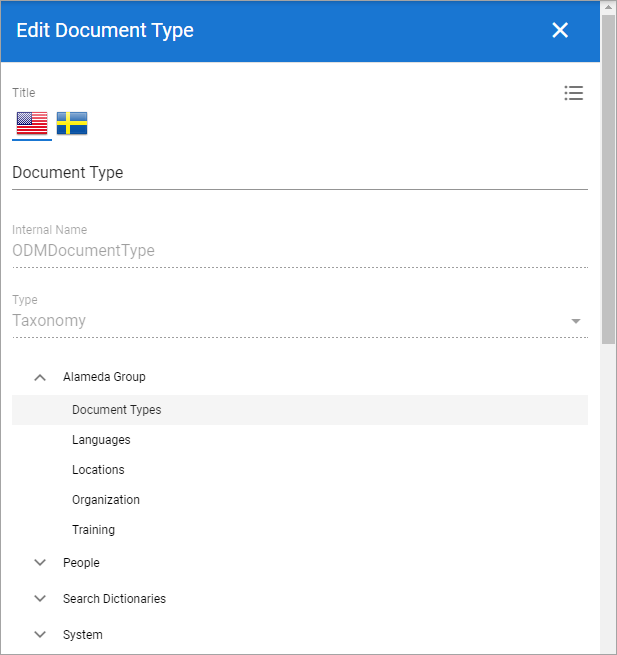 Edit Document Type
Title
Document Type
Internal Name
ODMDocumentType
Type
Taxonomy
Alameda Group
Document Types
Languages
Locations
Organization
Training
People
Search Dictionaries
System